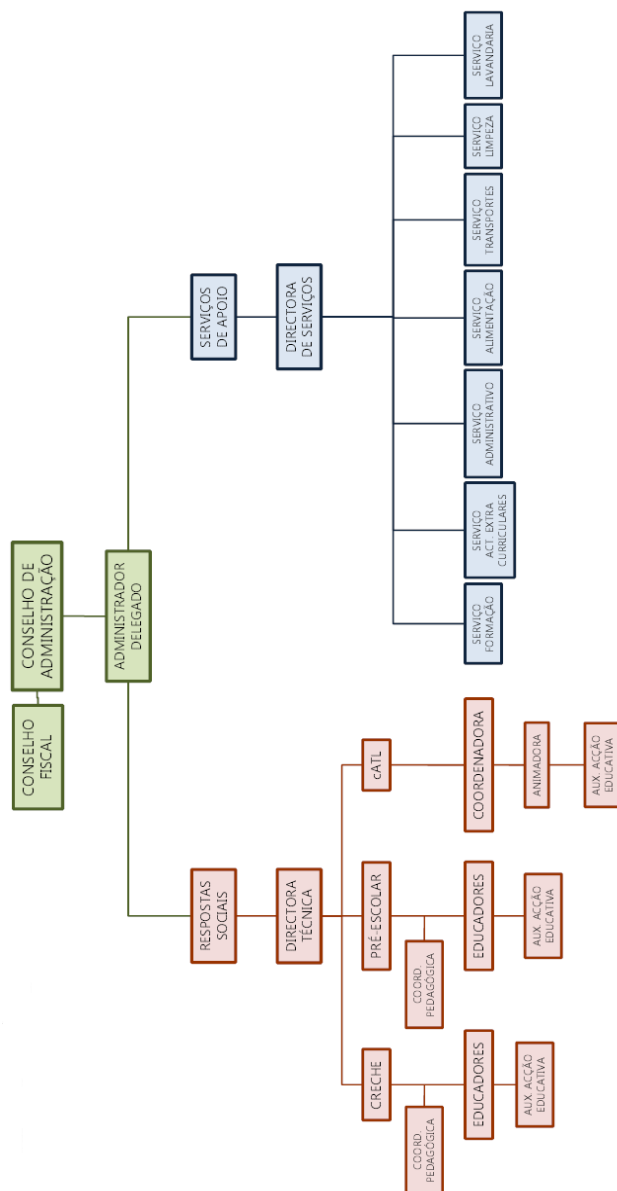 CONSELHO DE
ADMINISTRAÇÃO
CONSELHO
FISCAL
ADMINISTRADOR
DELEGADO
RESPOSTAS
SOCIAIS
SERVIÇOS
DE APOIO
DIRECTORA
TÉCNICA
DIRECTORA
DE SERVIÇOS
CRECHE
PRÉ-ESCOLAR
cATL
COORD.
PEDAGÓGICA
COORD.
PEDAGÓGICA
EDUCADORES
EDUCADORES
COORDENADORA
AUX. ACÇÃO
EDUCATIVA
AUX. ACÇÃO
EDUCATIVA
ANIMADORA
AUX. ACÇÃO
EDUCATIVA
SERVIÇO
FORMAÇÃO
SERVIÇO
ACT. EXTRA
CURRICULARES
SERVIÇO
ADMINISTRATIVO
SERVIÇO
ALIMENTAÇÃO
SERVIÇO
TRANSPORTES
SERVIÇO
LIMPEZA
SERVIÇO
LAVANDARIA